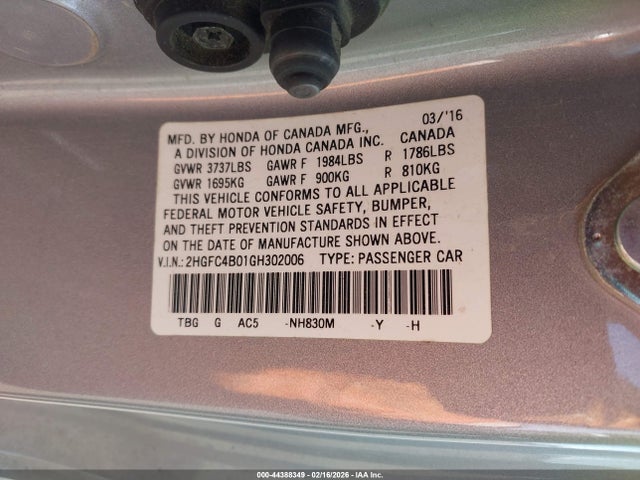 03/'16
MFD. BY HONDA OF CANADA MFG., CANADA
A DIVISION OF HONDA CANADA INC.
GVWR 3737LBS GAWR F 1984LBS R 1786LBS
GVWR 1695KG GAWR F 900KG R 810KG
THIS VEHICLE CONFORMS TO ALL APPLICABLE
FEDERAL MOTOR VEHICLE SAFETY, BUMPER,
AND THEFT PREVENTION STANDARDS IN EFFECT
ON THE DATE OF MANUFACTURE SHOWN ABOVE.
V.I.N.: 2HGFC4B01GH302006 TYPE: PASSENGER CAR
TBG G AC5 -NH830M -Y -H
000-44388349 - 02/16/2026 - IAA Inc.